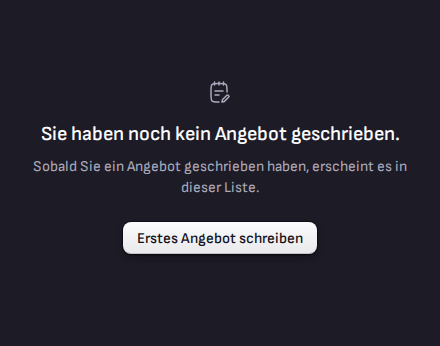 Sie haben noch kein Angebot geschrieben.
Sobald Sie ein Angebot geschrieben haben, erscheint es in
dieser Liste.
Erstes Angebot schreiben